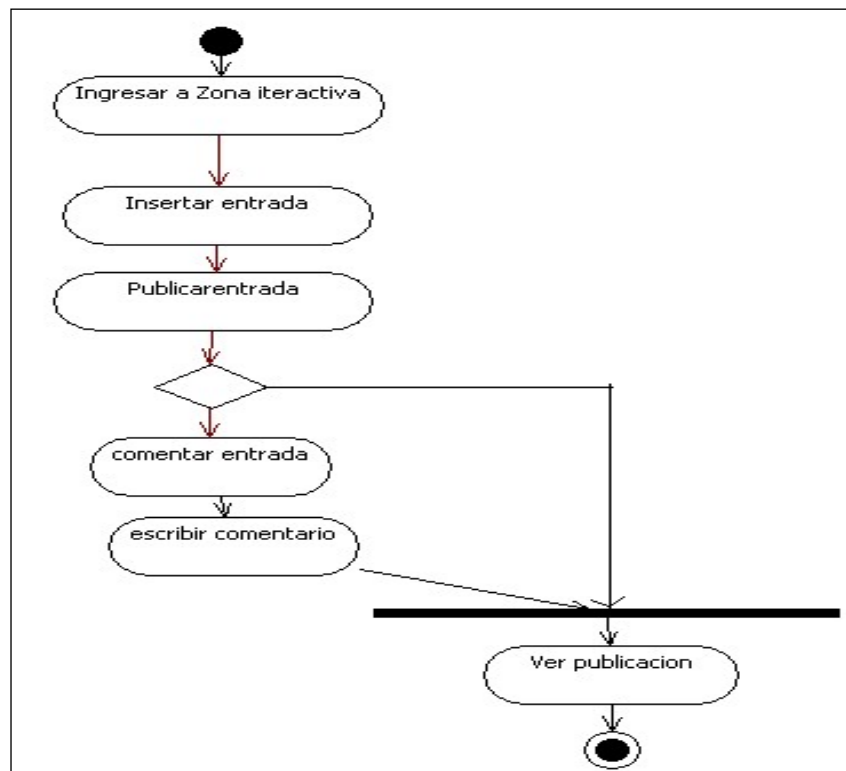 Ingresar a Zona iteractiva
Insertar entrada
Publicarentrada
comentar entrada
escribir comentario
Ver publicacion